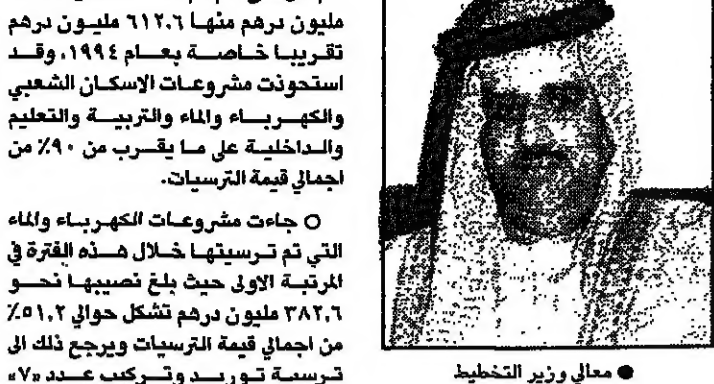 مليون درهم منها ٦١٢.٦ مليون درهم
تقريبا خاصة بعام ١٩٩٤. وقد
استحوذت مشروعات الاسكان الشعبي
والكهرباء والماء والتربية والتعليم
والداخلية على ما يقرب من ٩٠٪ من
اجمالي قيمة الترسيات.
○ جاءت مشروعات الكهرباء والماء
التي تم ترسيتها خلال هذه الفترة في
المرتبة الاولى حيث بلغ نصيبها نحو
٣٨٢,٦ مليون درهم تشكل حوالي ٥١,٢٪
من اجمالي قيمة الترسيات ويرجع ذلك الى
ترسية توريد وتركيب عدد «٧»
● معالي وزير التخطيط